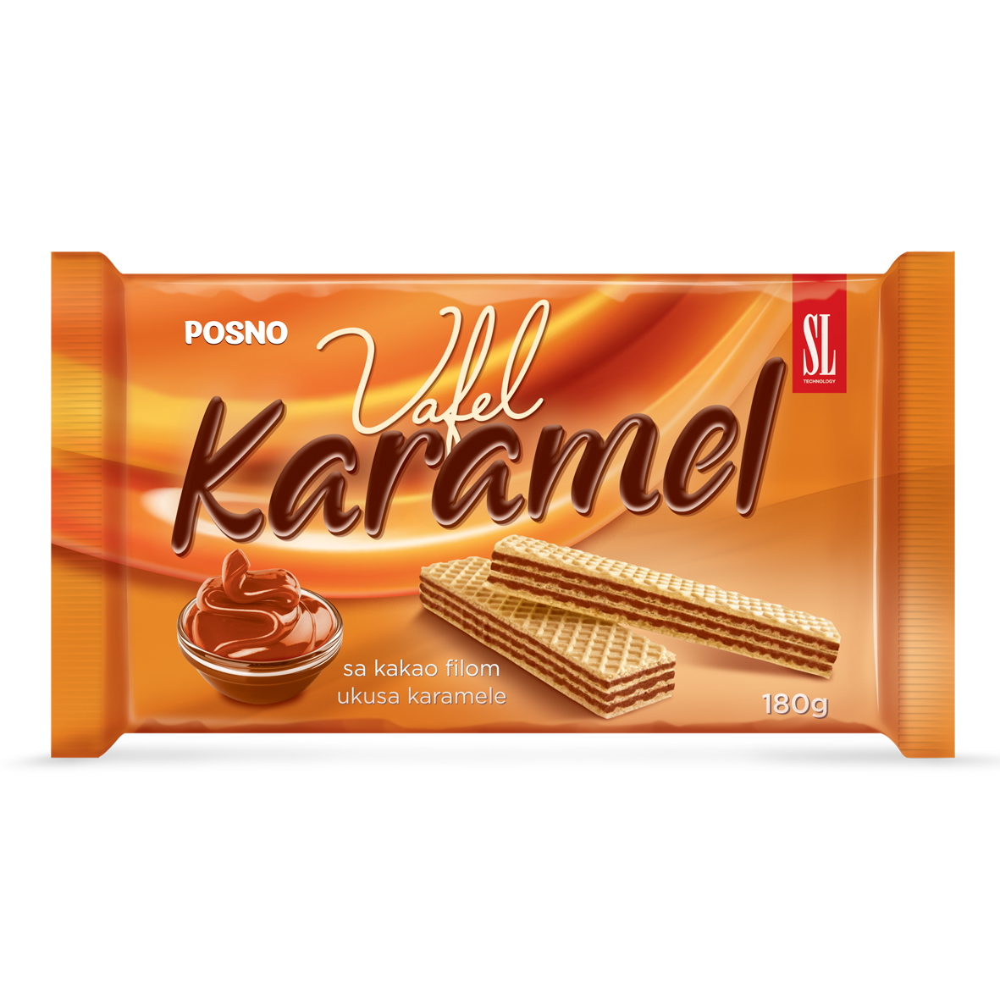 POSNO
Vafel
Karamel
SL
TECHNOLOGY
sa kakao filom
ukusa karamele
180g